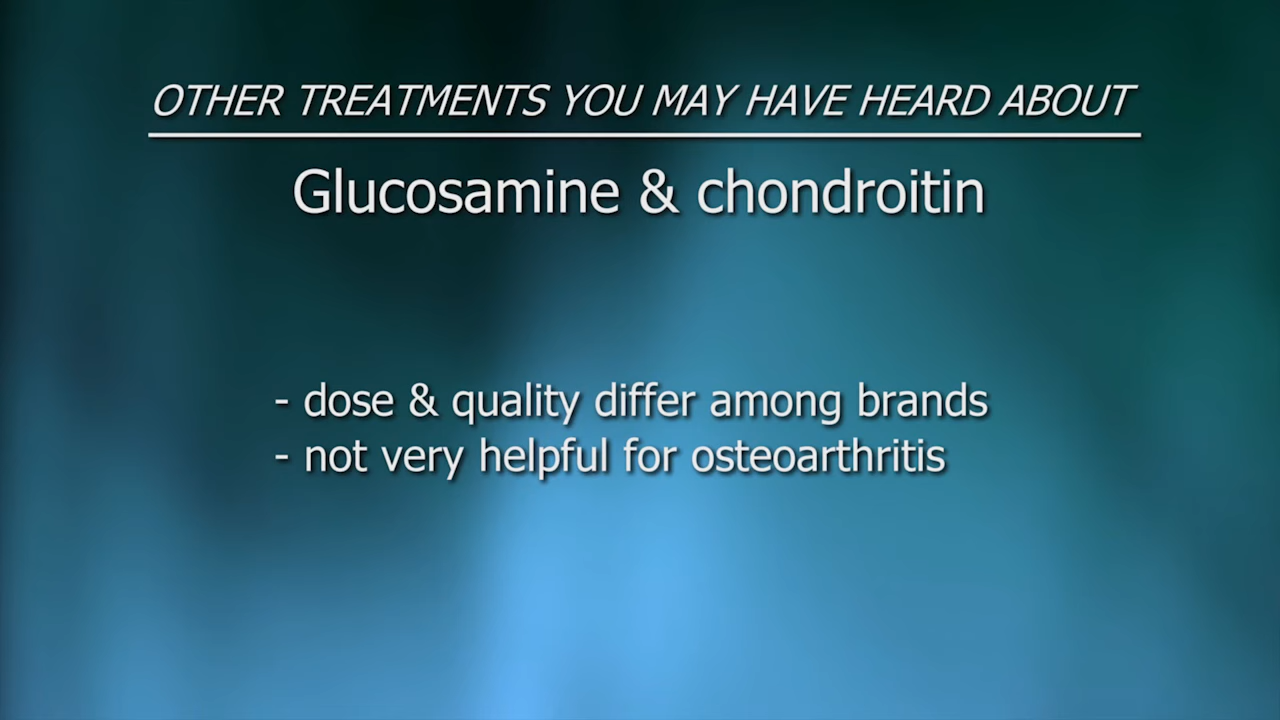 OTHER TREATMENTS YOU MAY HAVE HEARD ABOUT
Glucosamine & chondroitin
- dose & quality differ among brands
- not very helpful for osteoarthritis